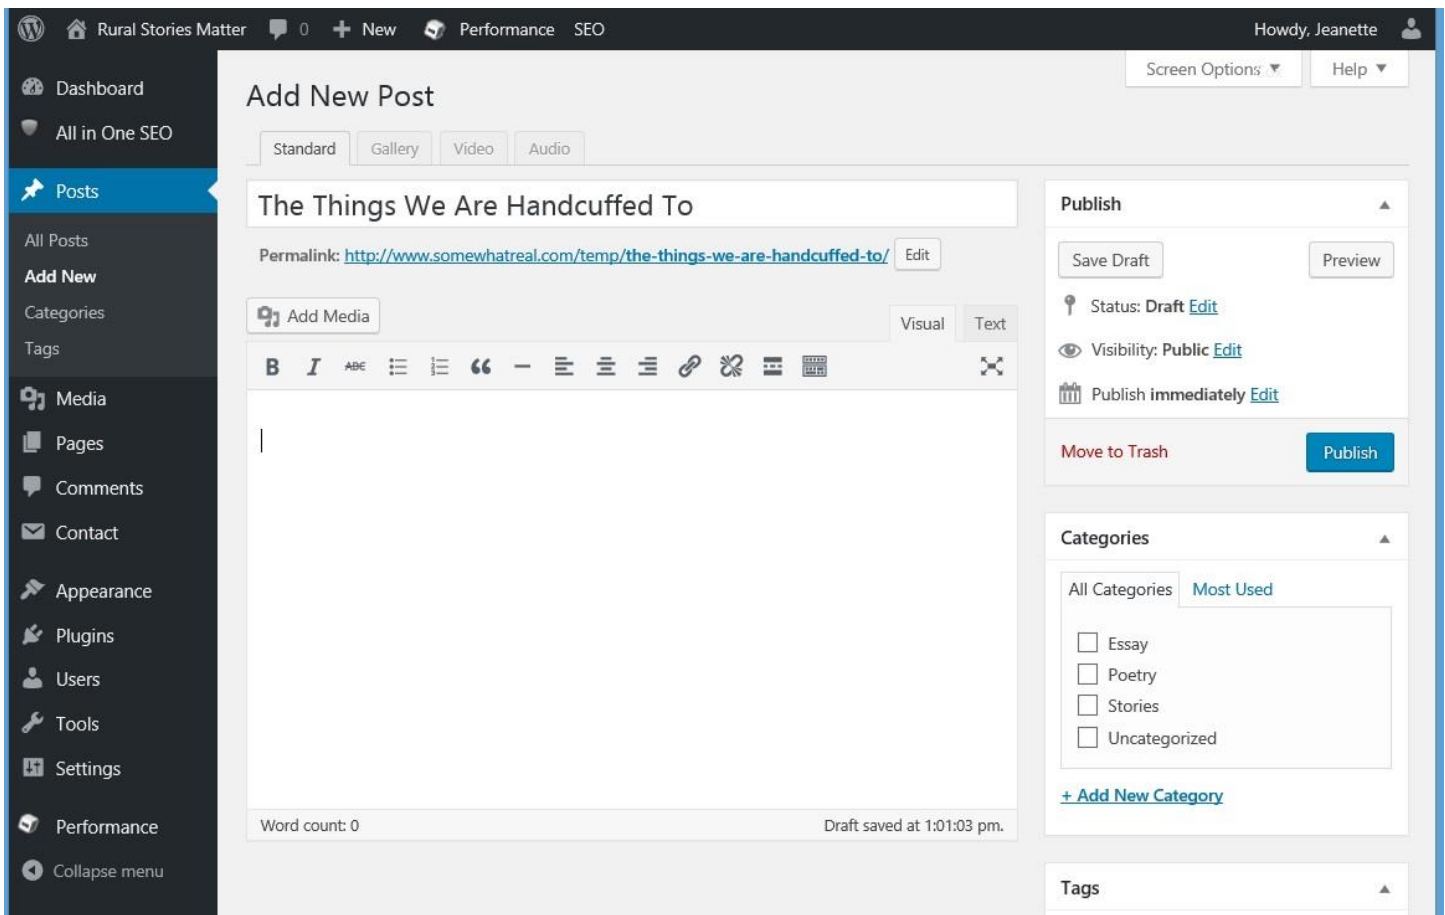 Rural Stories Matter 0 New Performance SEO Howdy, Jeanette
Dashboard
All in One SEO
Posts
All Posts
Add New
Categories
Tags
Media
Pages
Comments
Contact
Appearance
Plugins
Users
Tools
Settings
Performance
Collapse menu
Screen Options Help
Add New Post
Standard Gallery Video Audio
The Things We Are Handcuffed To
Permalink: http://www.somewhatreal.com/temp/the-things-we-are-handcuffed-to/ Edit
Add Media
Visual Text
B I ABC
Word count: 0 Draft saved at 1:01:03 pm.
Publish
Save Draft Preview
Status: Draft Edit
Visibility: Public Edit
Publish immediately Edit
Move to Trash Publish
Categories
All Categories Most Used
Essay
Poetry
Stories
Uncategorized
+ Add New Category
Tags